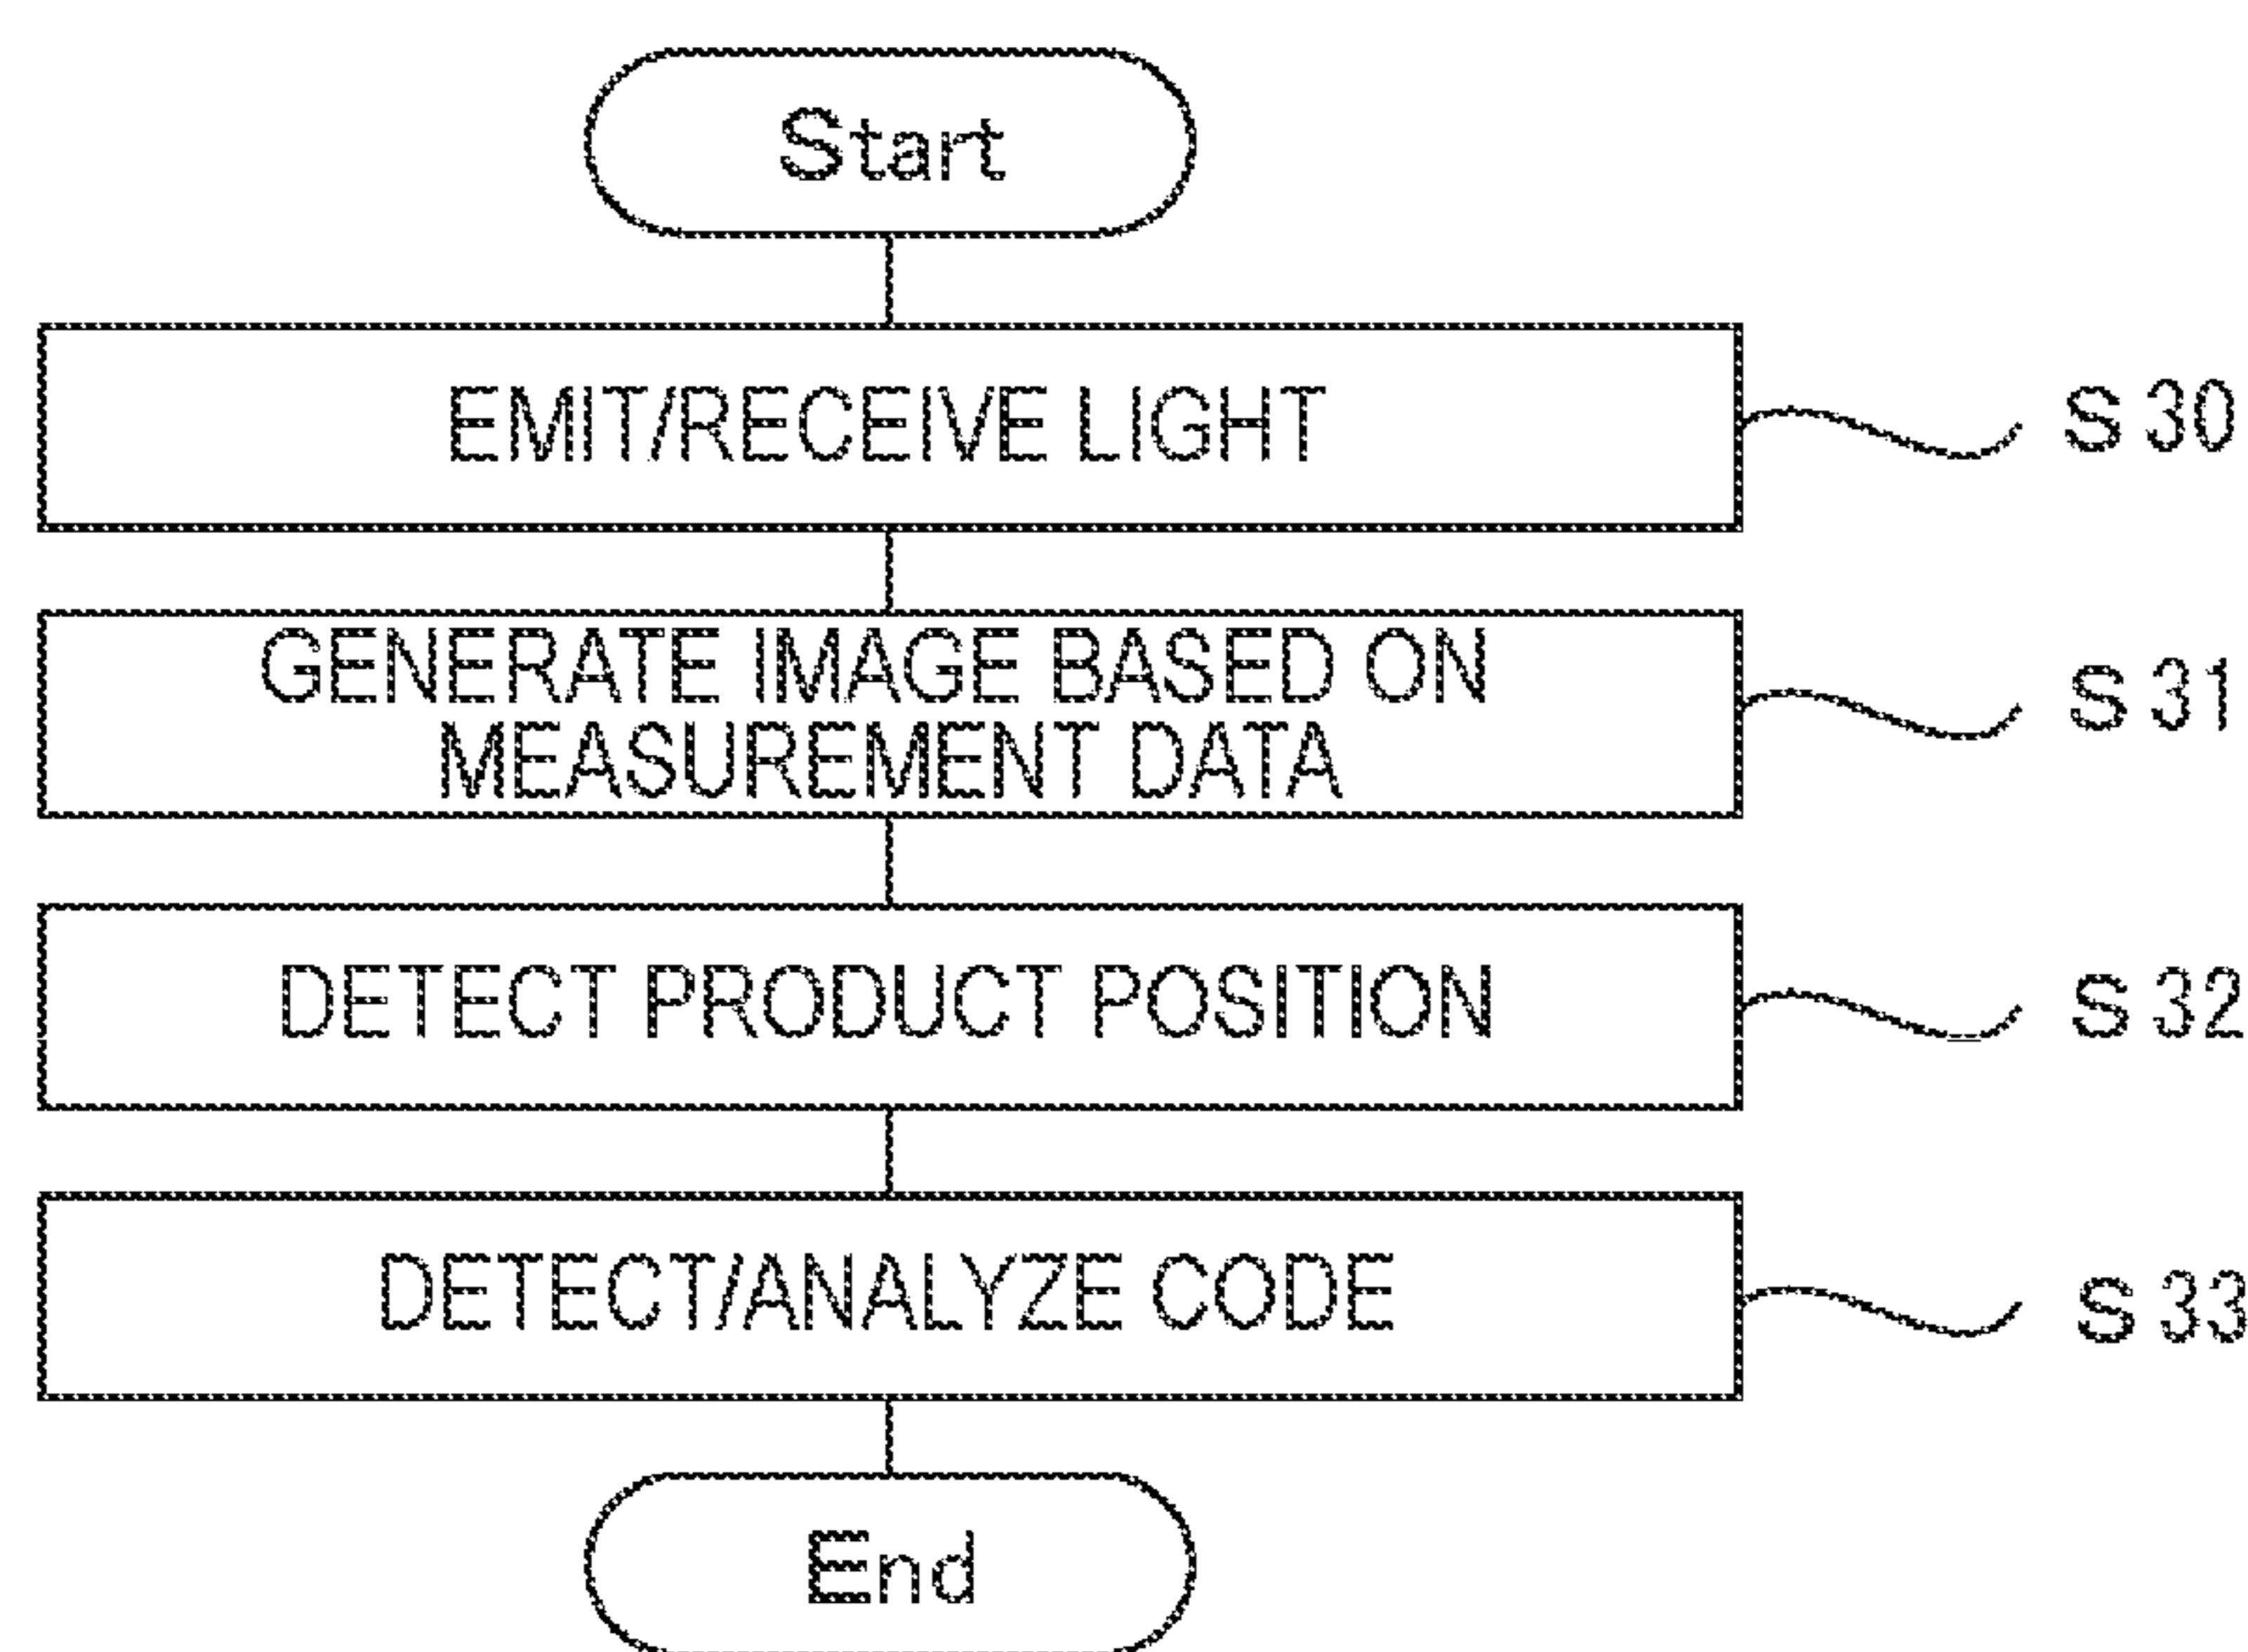 Start
EMIT/RECEIVE LIGHT
S 30
GENERATE IMAGE BASED ON
MEASUREMENT DATA
S 31
DETECT PRODUCT POSITION
S 32
DETECT/ANALYZE CODE
S 33
End